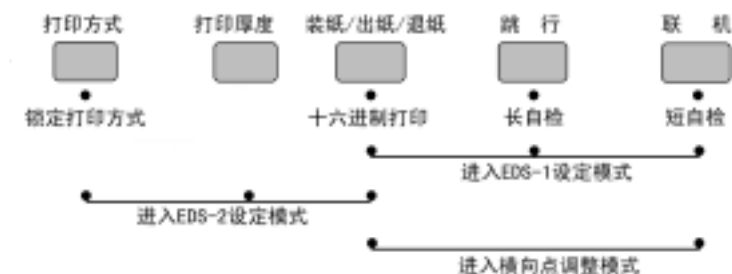 打印方式 打印厚度 装纸/出纸/退纸 跳 行 联 机
锁定打印方式 十六进制打印 长自检 短自检
进入EDS-1设定模式
进入EDS-2设定模式
进入横向点调整模式